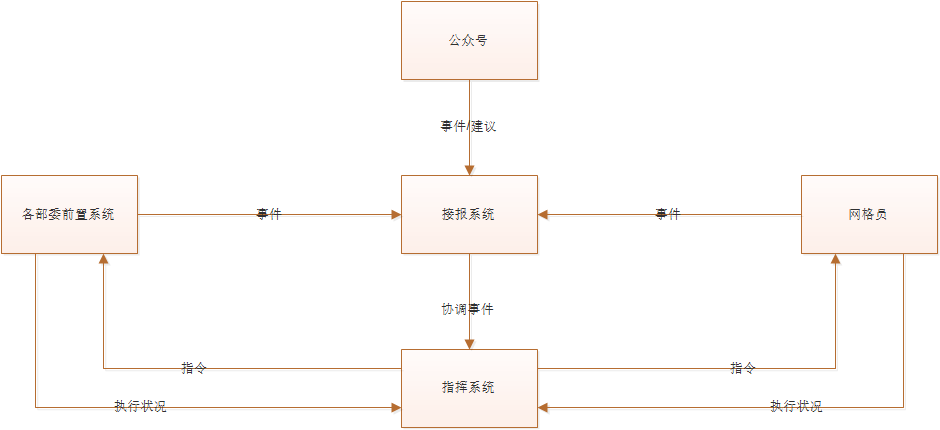 公众号
事件/建议
各部委前置系统
事件
接报系统
事件
网格员
协调事件
指令
指挥系统
指令
执行状况
执行状况